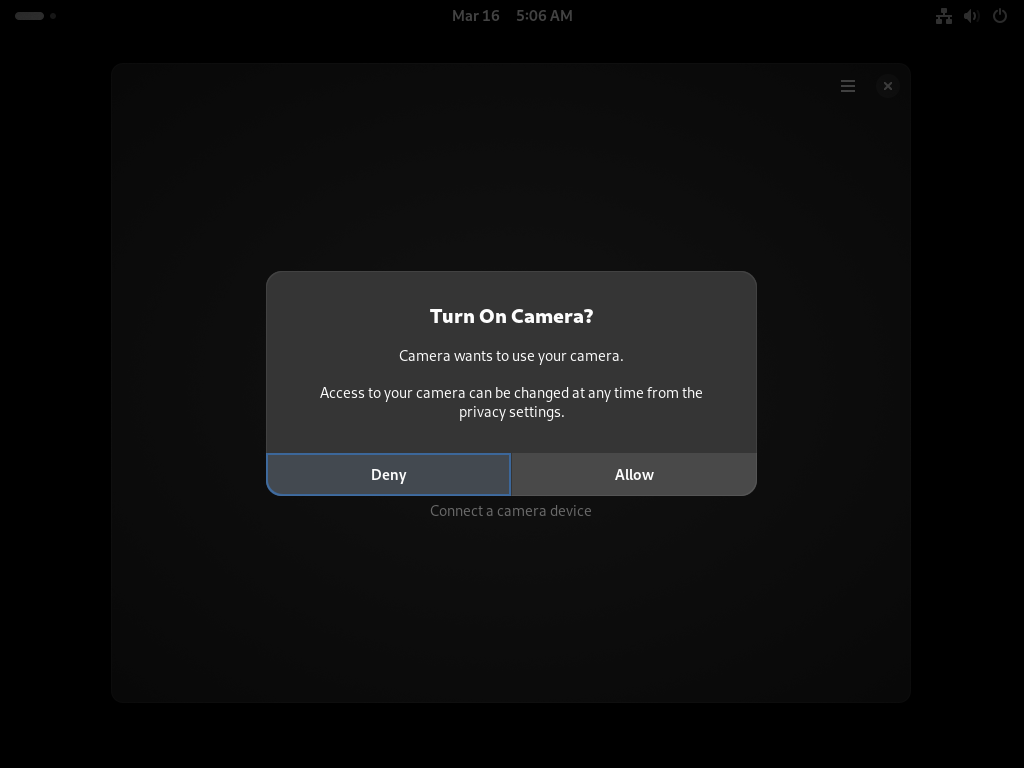 Mar 16 5:06 AM
Turn On Camera?
Camera wants to use your camera.
Access to your camera can be changed at any time from the
privacy settings.
Deny Allow
Connect a camera device